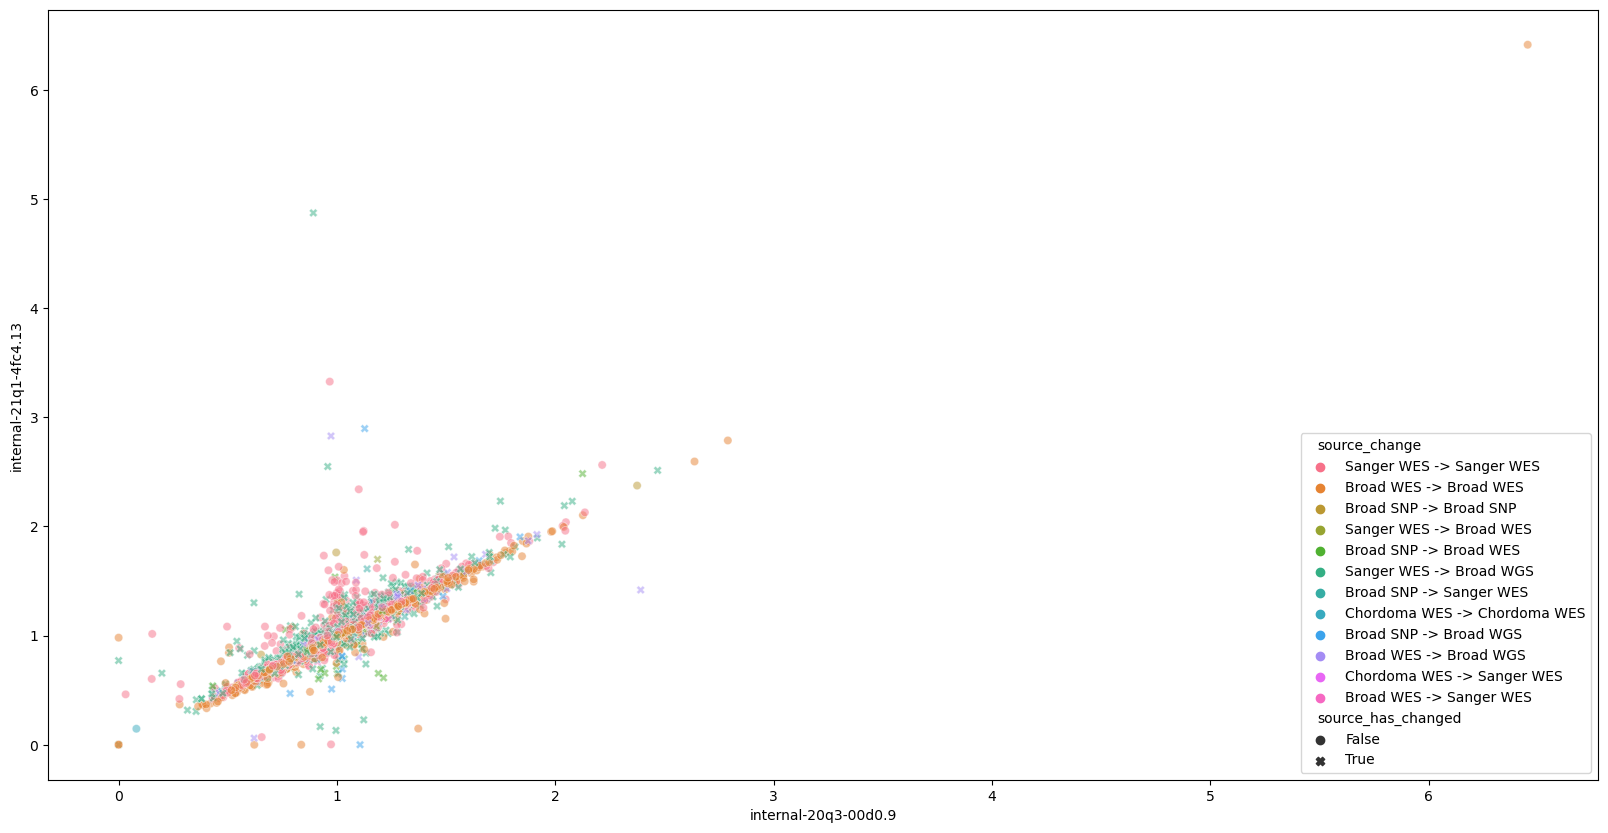 6
5
4
3
2
1
0
internal-21q1-4fc4.13
0 1 2 3 4 5 6
internal-20q3-00d0.9
source_change
Sanger WES -> Sanger WES
Broad WES -> Broad WES
Broad SNP -> Broad SNP
Sanger WES -> Broad WES
Broad SNP -> Broad WES
Sanger WES -> Broad WGS
Broad SNP -> Sanger WES
Chordoma WES -> Chordoma WES
Broad SNP -> Broad WGS
Broad WES -> Broad WGS
Chordoma WES -> Sanger WES
Broad WES -> Sanger WES
source_has_changed
False
True